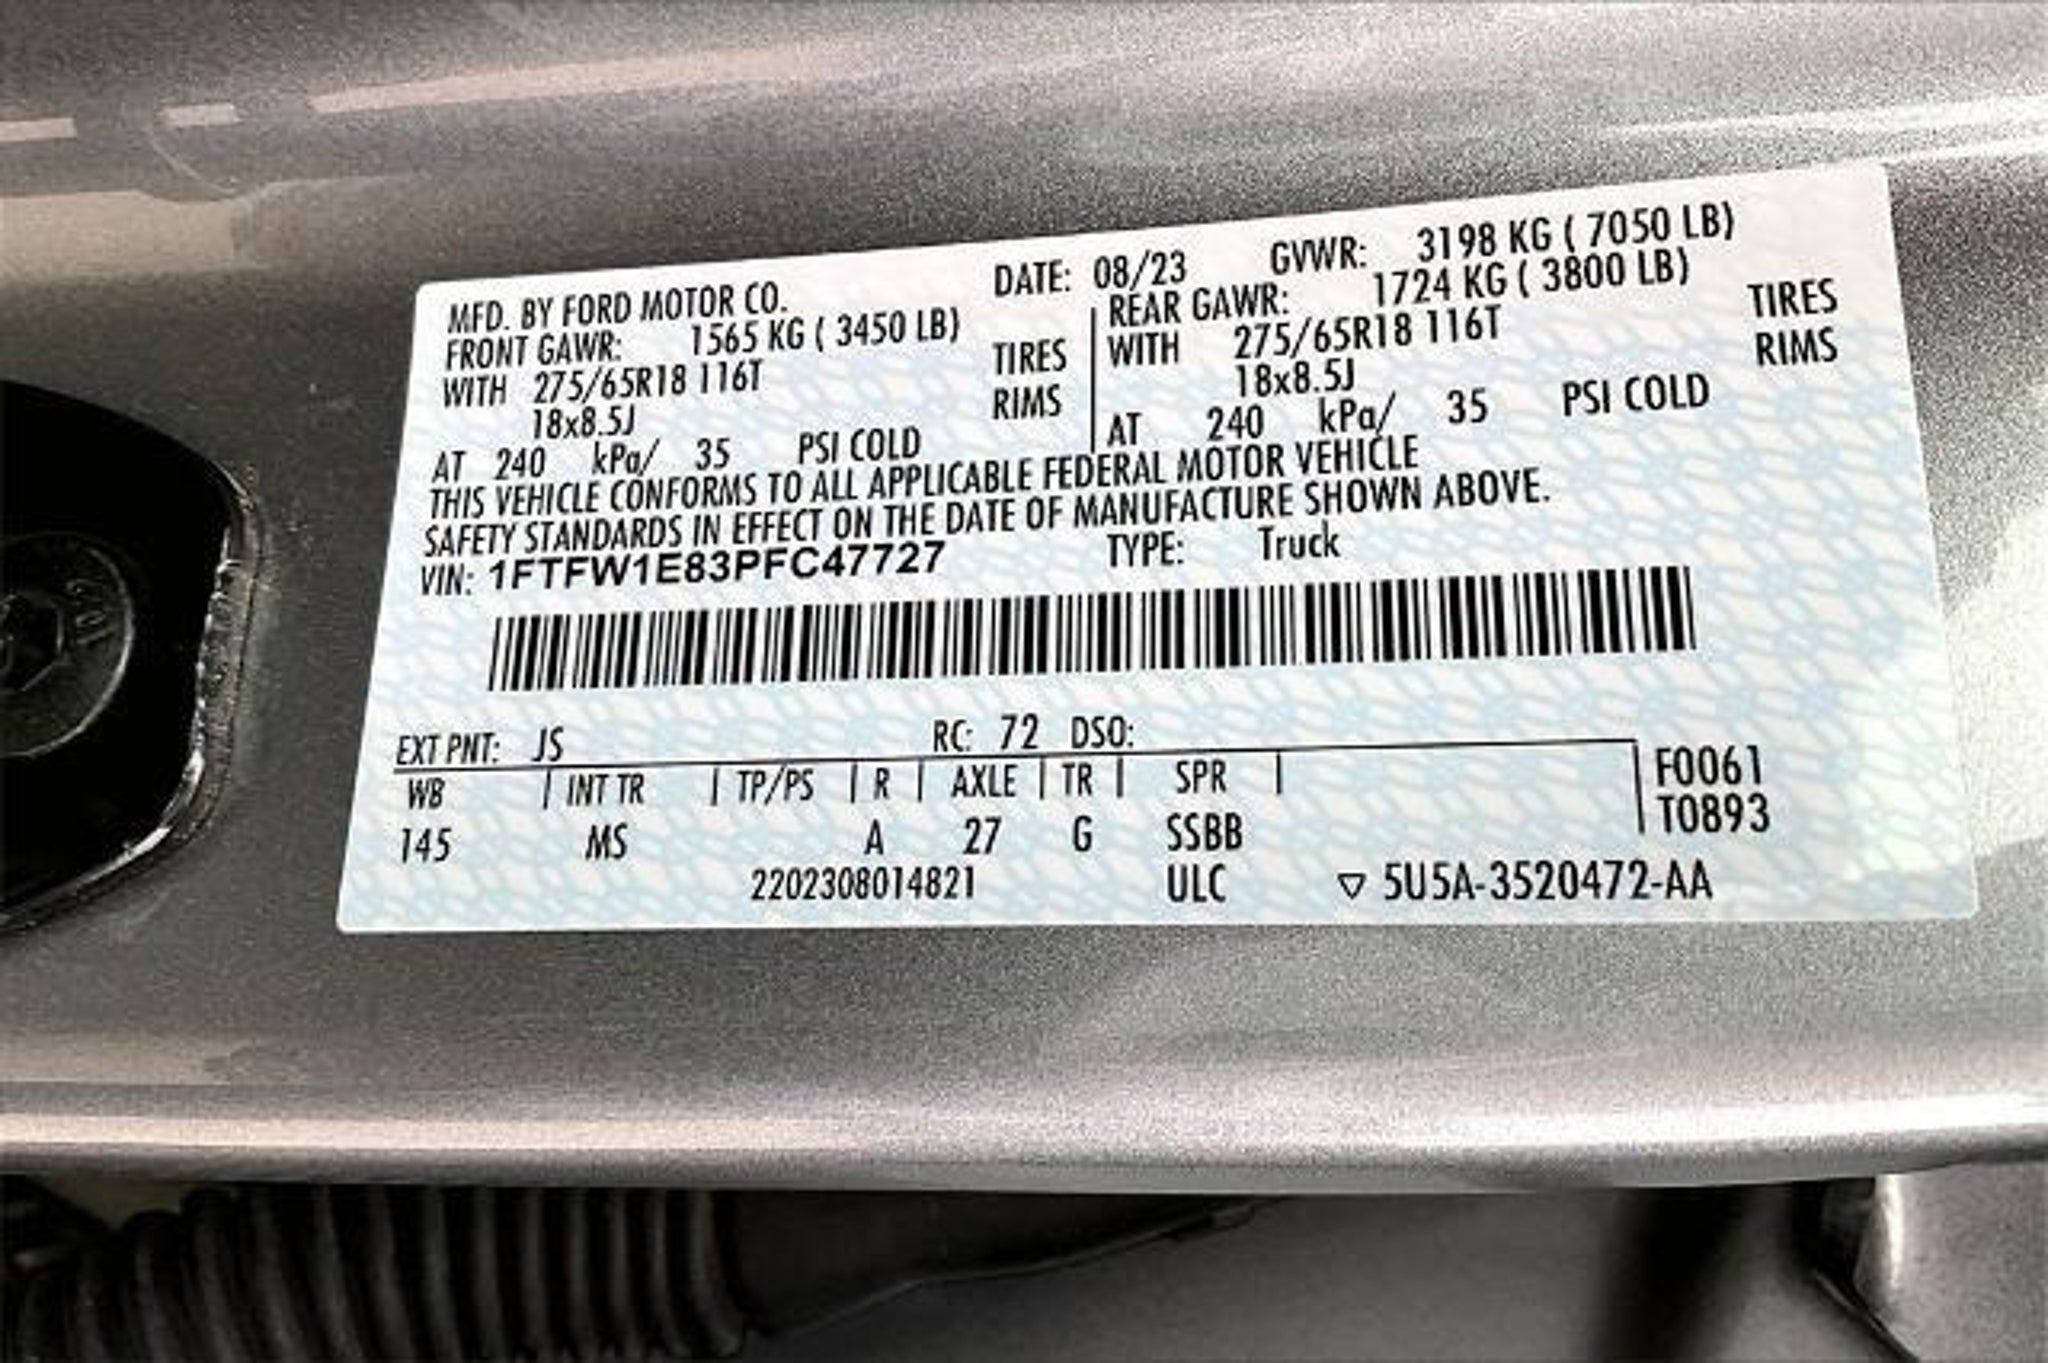 MFD. BY FORD MOTOR CO. DATE: 08/23 GVWR: 3198 KG ( 7050 LB)
FRONT GAWR: 1565 KG ( 3450 LB)
WITH 275/65R18 116T TIRES
18x8.5J RIMS
AT 240 kPa/ 35 PSI COLD
REAR GAWR: 1724 KG ( 3800 LB)
WITH 275/65R18 116T TIRES
18x8.5J RIMS
AT 240 kPa/ 35 PSI COLD
THIS VEHICLE CONFORMS TO ALL APPLICABLE FEDERAL MOTOR VEHICLE
SAFETY STANDARDS IN EFFECT ON THE DATE OF MANUFACTURE SHOWN ABOVE.
VIN: 1FTFW1E83PFC47727 TYPE: Truck
EXT PNT: JS RC: 72 DSO:
WB | INT TR | TP/PS | R | AXLE | TR | SPR | F0061
T0893
145 MS A 27 G SSBB
2202308014821 ULC ▽ 5U5A-3520472-AA